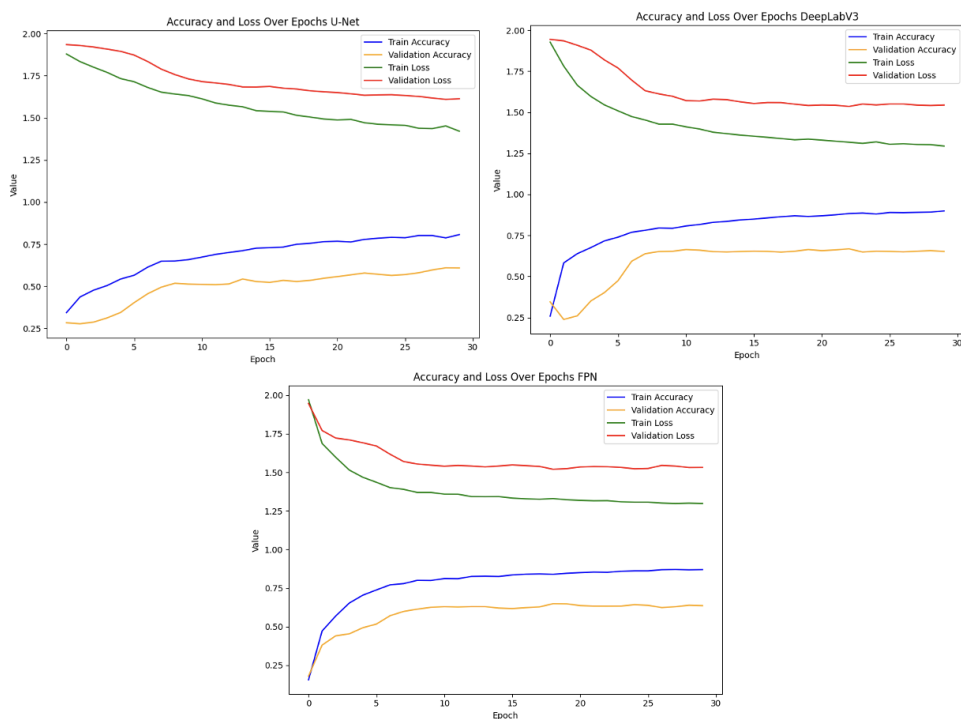 Accuracy and Loss Over Epochs U-Net
2.00
1.75
1.50
1.25
1.00
0.75
0.50
0.25
Value
0 5 10 15 20 25 30
Epoch
Train Accuracy
Validation Accuracy
Train Loss
Validation Loss
Accuracy and Loss Over Epochs DeepLabV3
2.00
1.75
1.50
1.25
1.00
0.75
0.50
0.25
Value
0 5 10 15 20 25 30
Epoch
Train Accuracy
Validation Accuracy
Train Loss
Validation Loss
Accuracy and Loss Over Epochs FPN
2.00
1.75
1.50
1.25
1.00
0.75
0.50
0.25
Value
0 5 10 15 20 25 30
Epoch
Train Accuracy
Validation Accuracy
Train Loss
Validation Loss